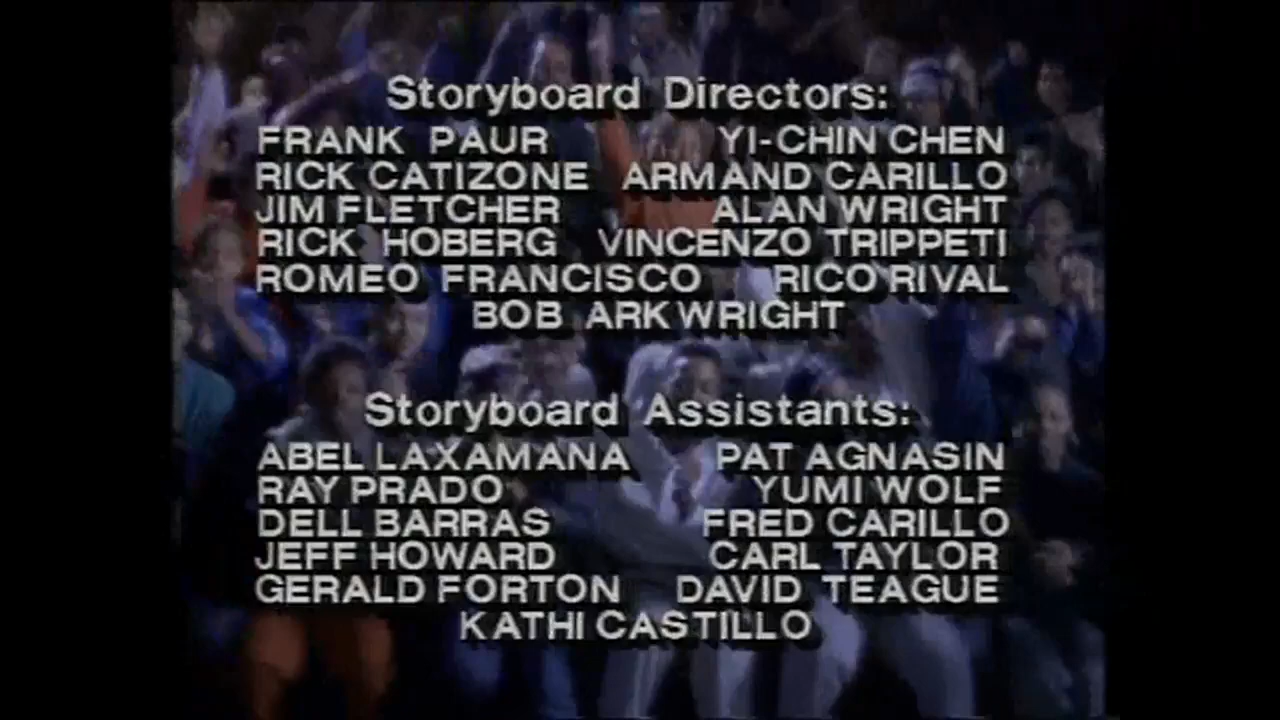 Storyboard Directors:
FRANK PAUR YI-CHIN CHEN
RICK CATIZONE ARMAND CARILLO
JIM FLETCHER ALAN WRIGHT
RICK HOBERG VINCENZO TRIPPETI
ROMEO FRANCISCO RICO RIVAL
BOB ARKWRIGHT
Storyboard Assistants:
ABEL LAXAMANA PAT AGNASIN
RAY PRADO YUMI WOLF
DELL BARRAS FRED CARILLO
JEFF HOWARD CARL TAYLOR
GERALD FORTON DAVID TEAGUE
KATHI CASTILLO